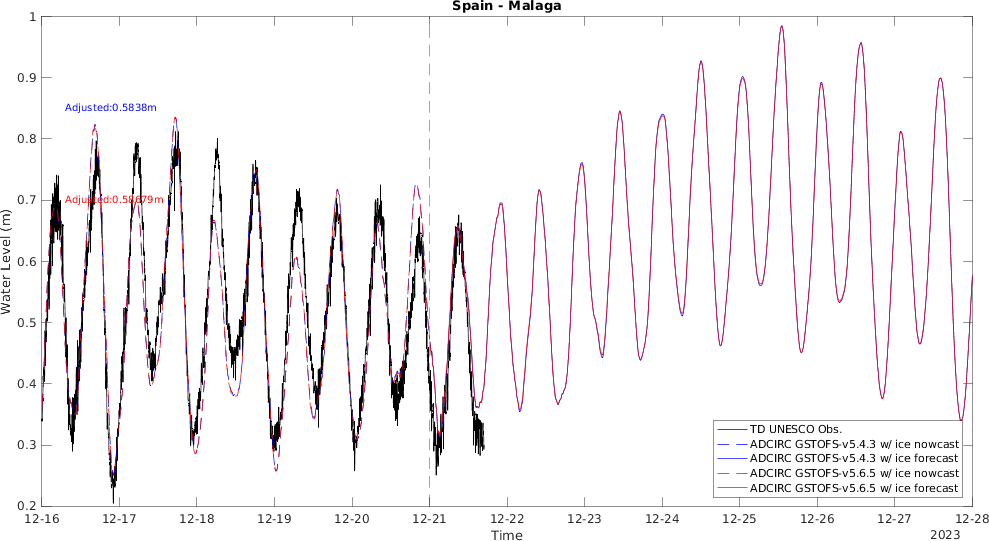 Spain - Malaga
1
0.9
0.8
0.7
0.6
0.5
0.4
0.3
0.2
Water Level (m)
Adjusted:0.5838m
Adjusted:0.58679m
TD UNESCO Obs.
ADCIRC GSTOFS-v5.4.3 w/ ice nowcast
ADCIRC GSTOFS-v5.4.3 w/ ice forecast
ADCIRC GSTOFS-v5.6.5 w/ ice nowcast
ADCIRC GSTOFS-v5.6.5 w/ ice forecast
12-16 12-17 12-18 12-19 12-20 12-21 12-22 12-23 12-24 12-25 12-26 12-27 12-28
Time
2023